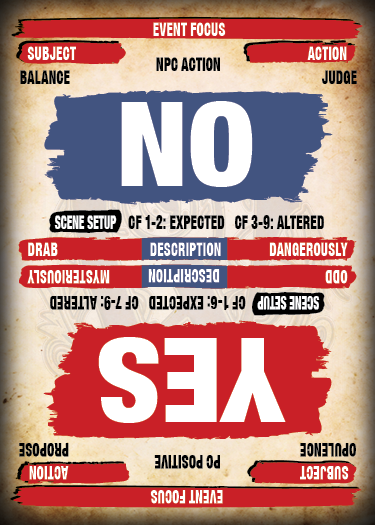 EVENT FOCUS
SUBJECT NPC ACTION ACTION
BALANCE JUDGE
NO
SCENE SETUP CF 1-2: EXPECTED CF 3-9: ALTERED
DRAB DESCRIPTION DANGEROUSLY
ODD DESCRIPTION MYSTERIOUSLY
SCENE SETUP CF 1-6: EXPECTED CF 7-9: ALTERED
YES
OPULENCE PC POSITIVE PROPOSE
SUBJECT ACTION
EVENT FOCUS